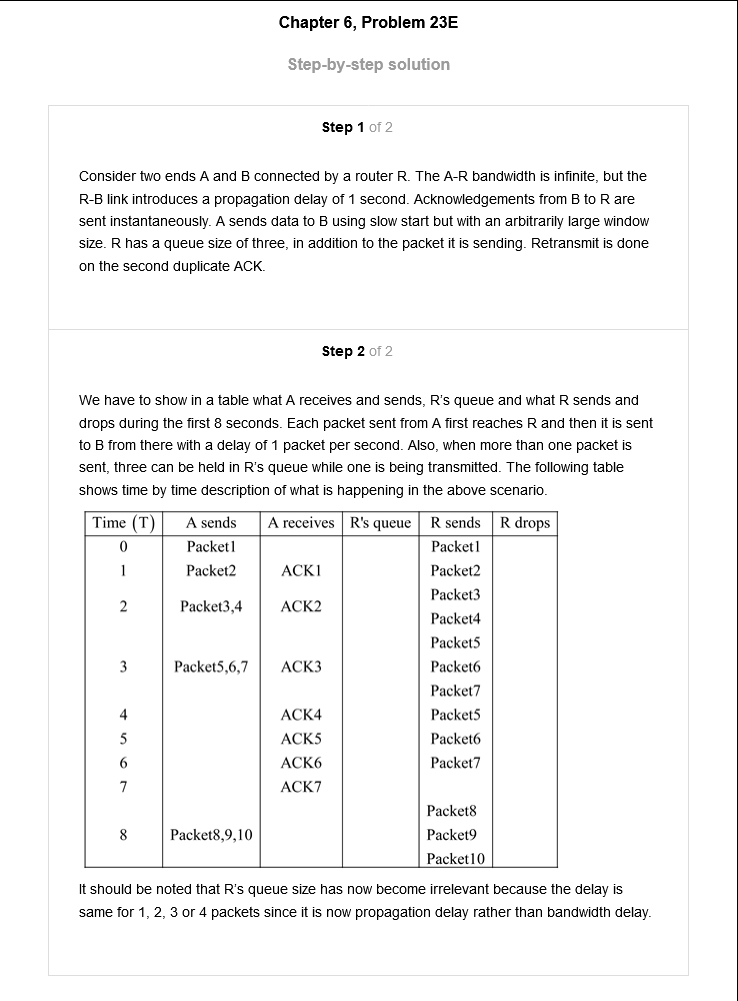 Chapter 6, Problem 23E
Step-by-step solution
Step 1 of 2
Consider two ends A and B connected by a router R. The A-R bandwidth is infinite, but the
R-B link introduces a propagation delay of 1 second. Acknowledgements from B to R are
sent instantaneously. A sends data to B using slow start but with an arbitrarily large window
size. R has a queue size of three, in addition to the packet it is sending. Retransmit is done
on the second duplicate ACK.
Step 2 of 2
We have to show in a table what A receives and sends, R's queue and what R sends and
drops during the first 8 seconds. Each packet sent from A first reaches R and then it is sent
to B from there with a delay of 1 packet per second. Also, when more than one packet is
sent, three can be held in R's queue while one is being transmitted. The following table
shows time by time description of what is happening in the above scenario.
Time (T) A sends A receives R's queue R sends R drops
0 Packet1 Packet1
1 Packet2 ACK1 Packet2
Packet3
2 Packet3,4 ACK2
Packet4
Packet5
3 Packet5,6,7 ACK3 Packet6
Packet7
4 ACK4 Packet5
5 ACK5 Packet6
6 ACK6 Packet7
7 ACK7
Packet8
8 Packet8,9,10 Packet9
Packet10
It should be noted that R's queue size has now become irrelevant because the delay is
same for 1, 2, 3 or 4 packets since it is now propagation delay rather than bandwidth delay.